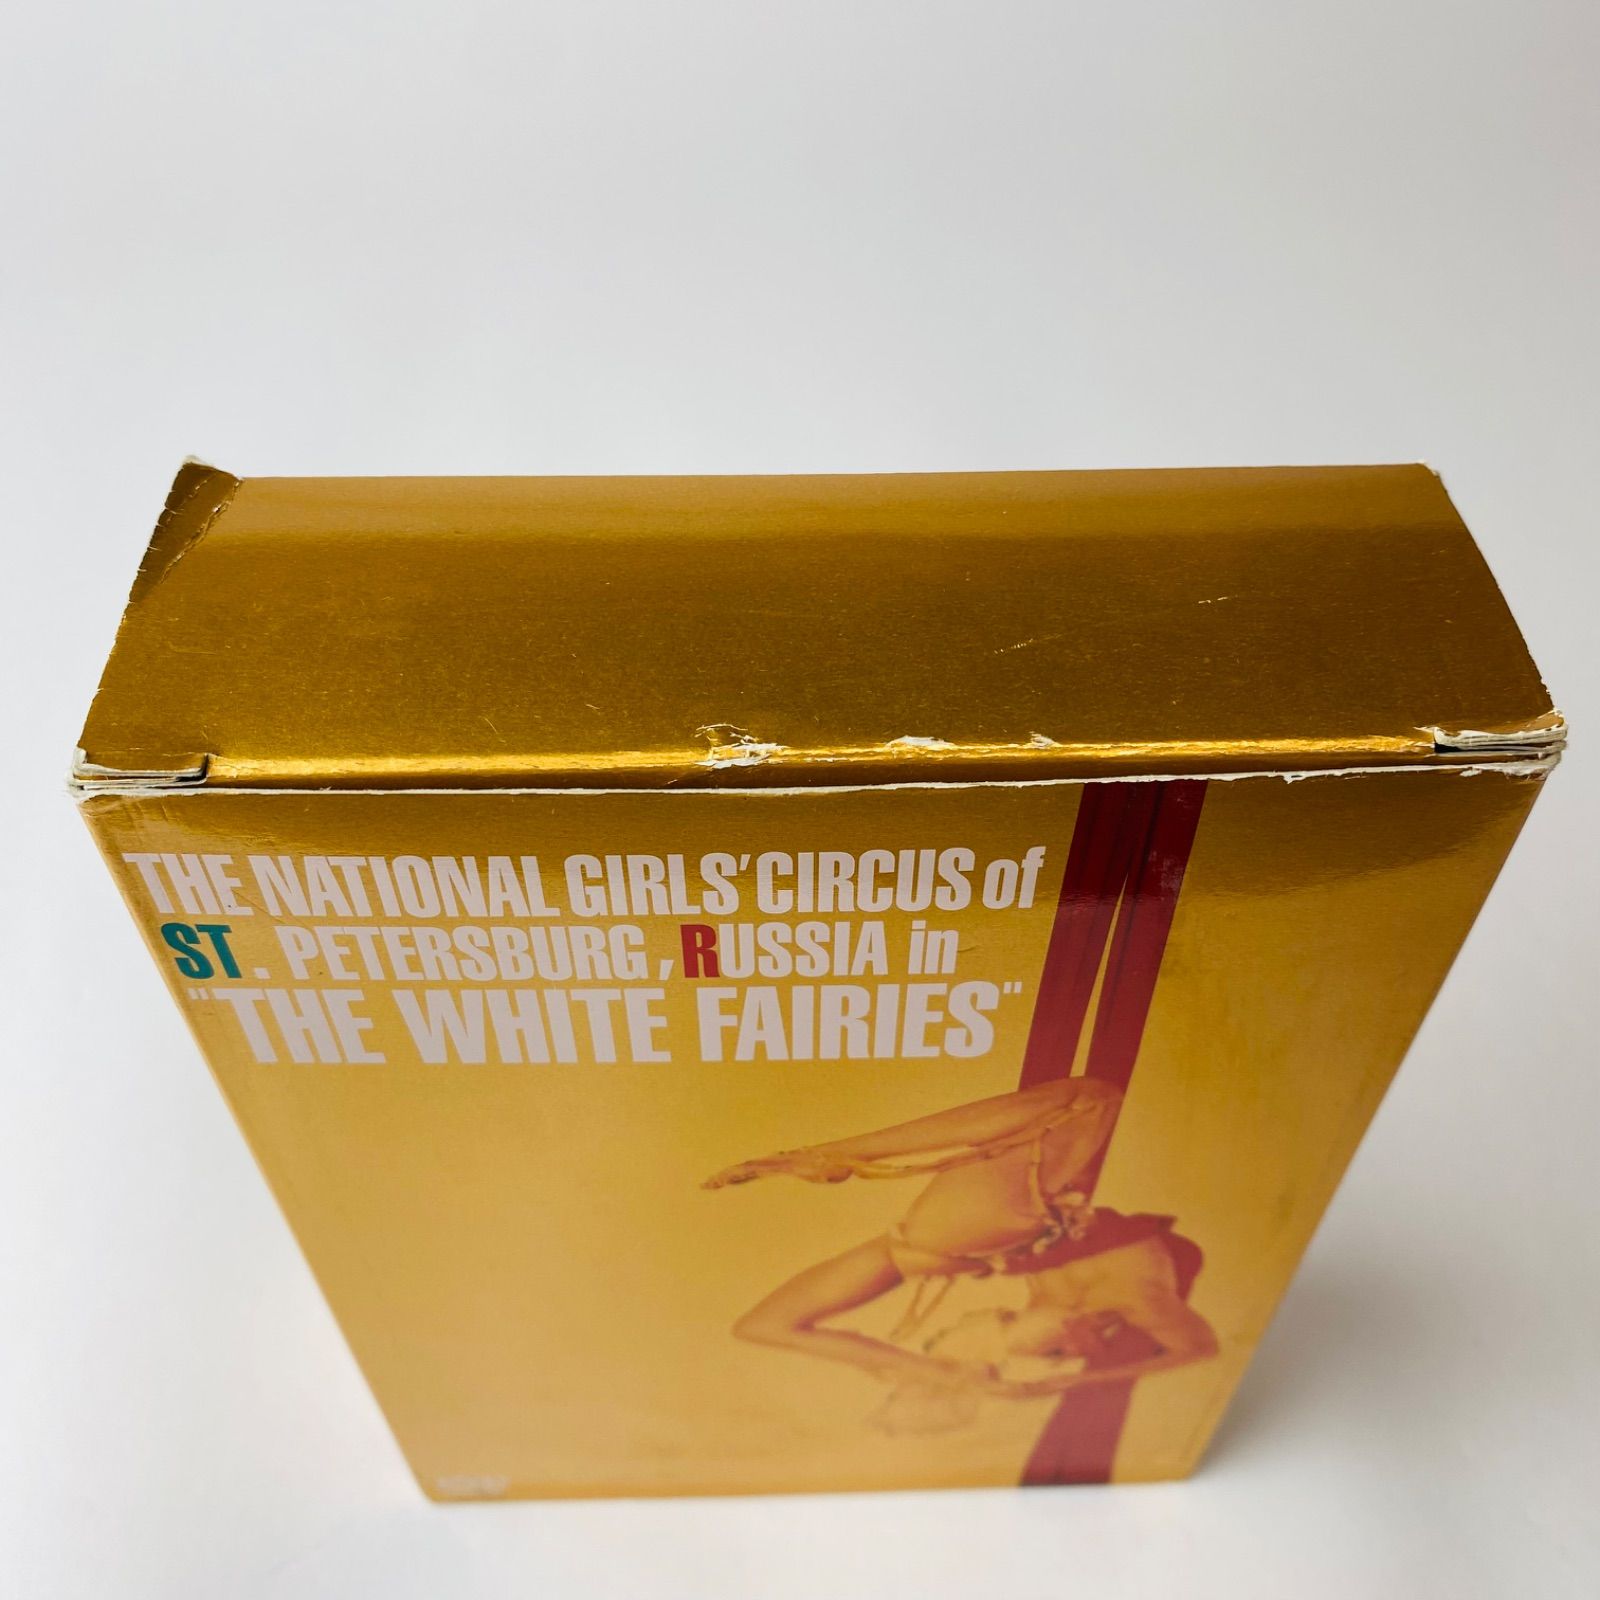 THE NATIONAL GIRLS' CIRCUS of
ST. PETERSBURG, RUSSIA in
"THE WHITE FAIRIES"